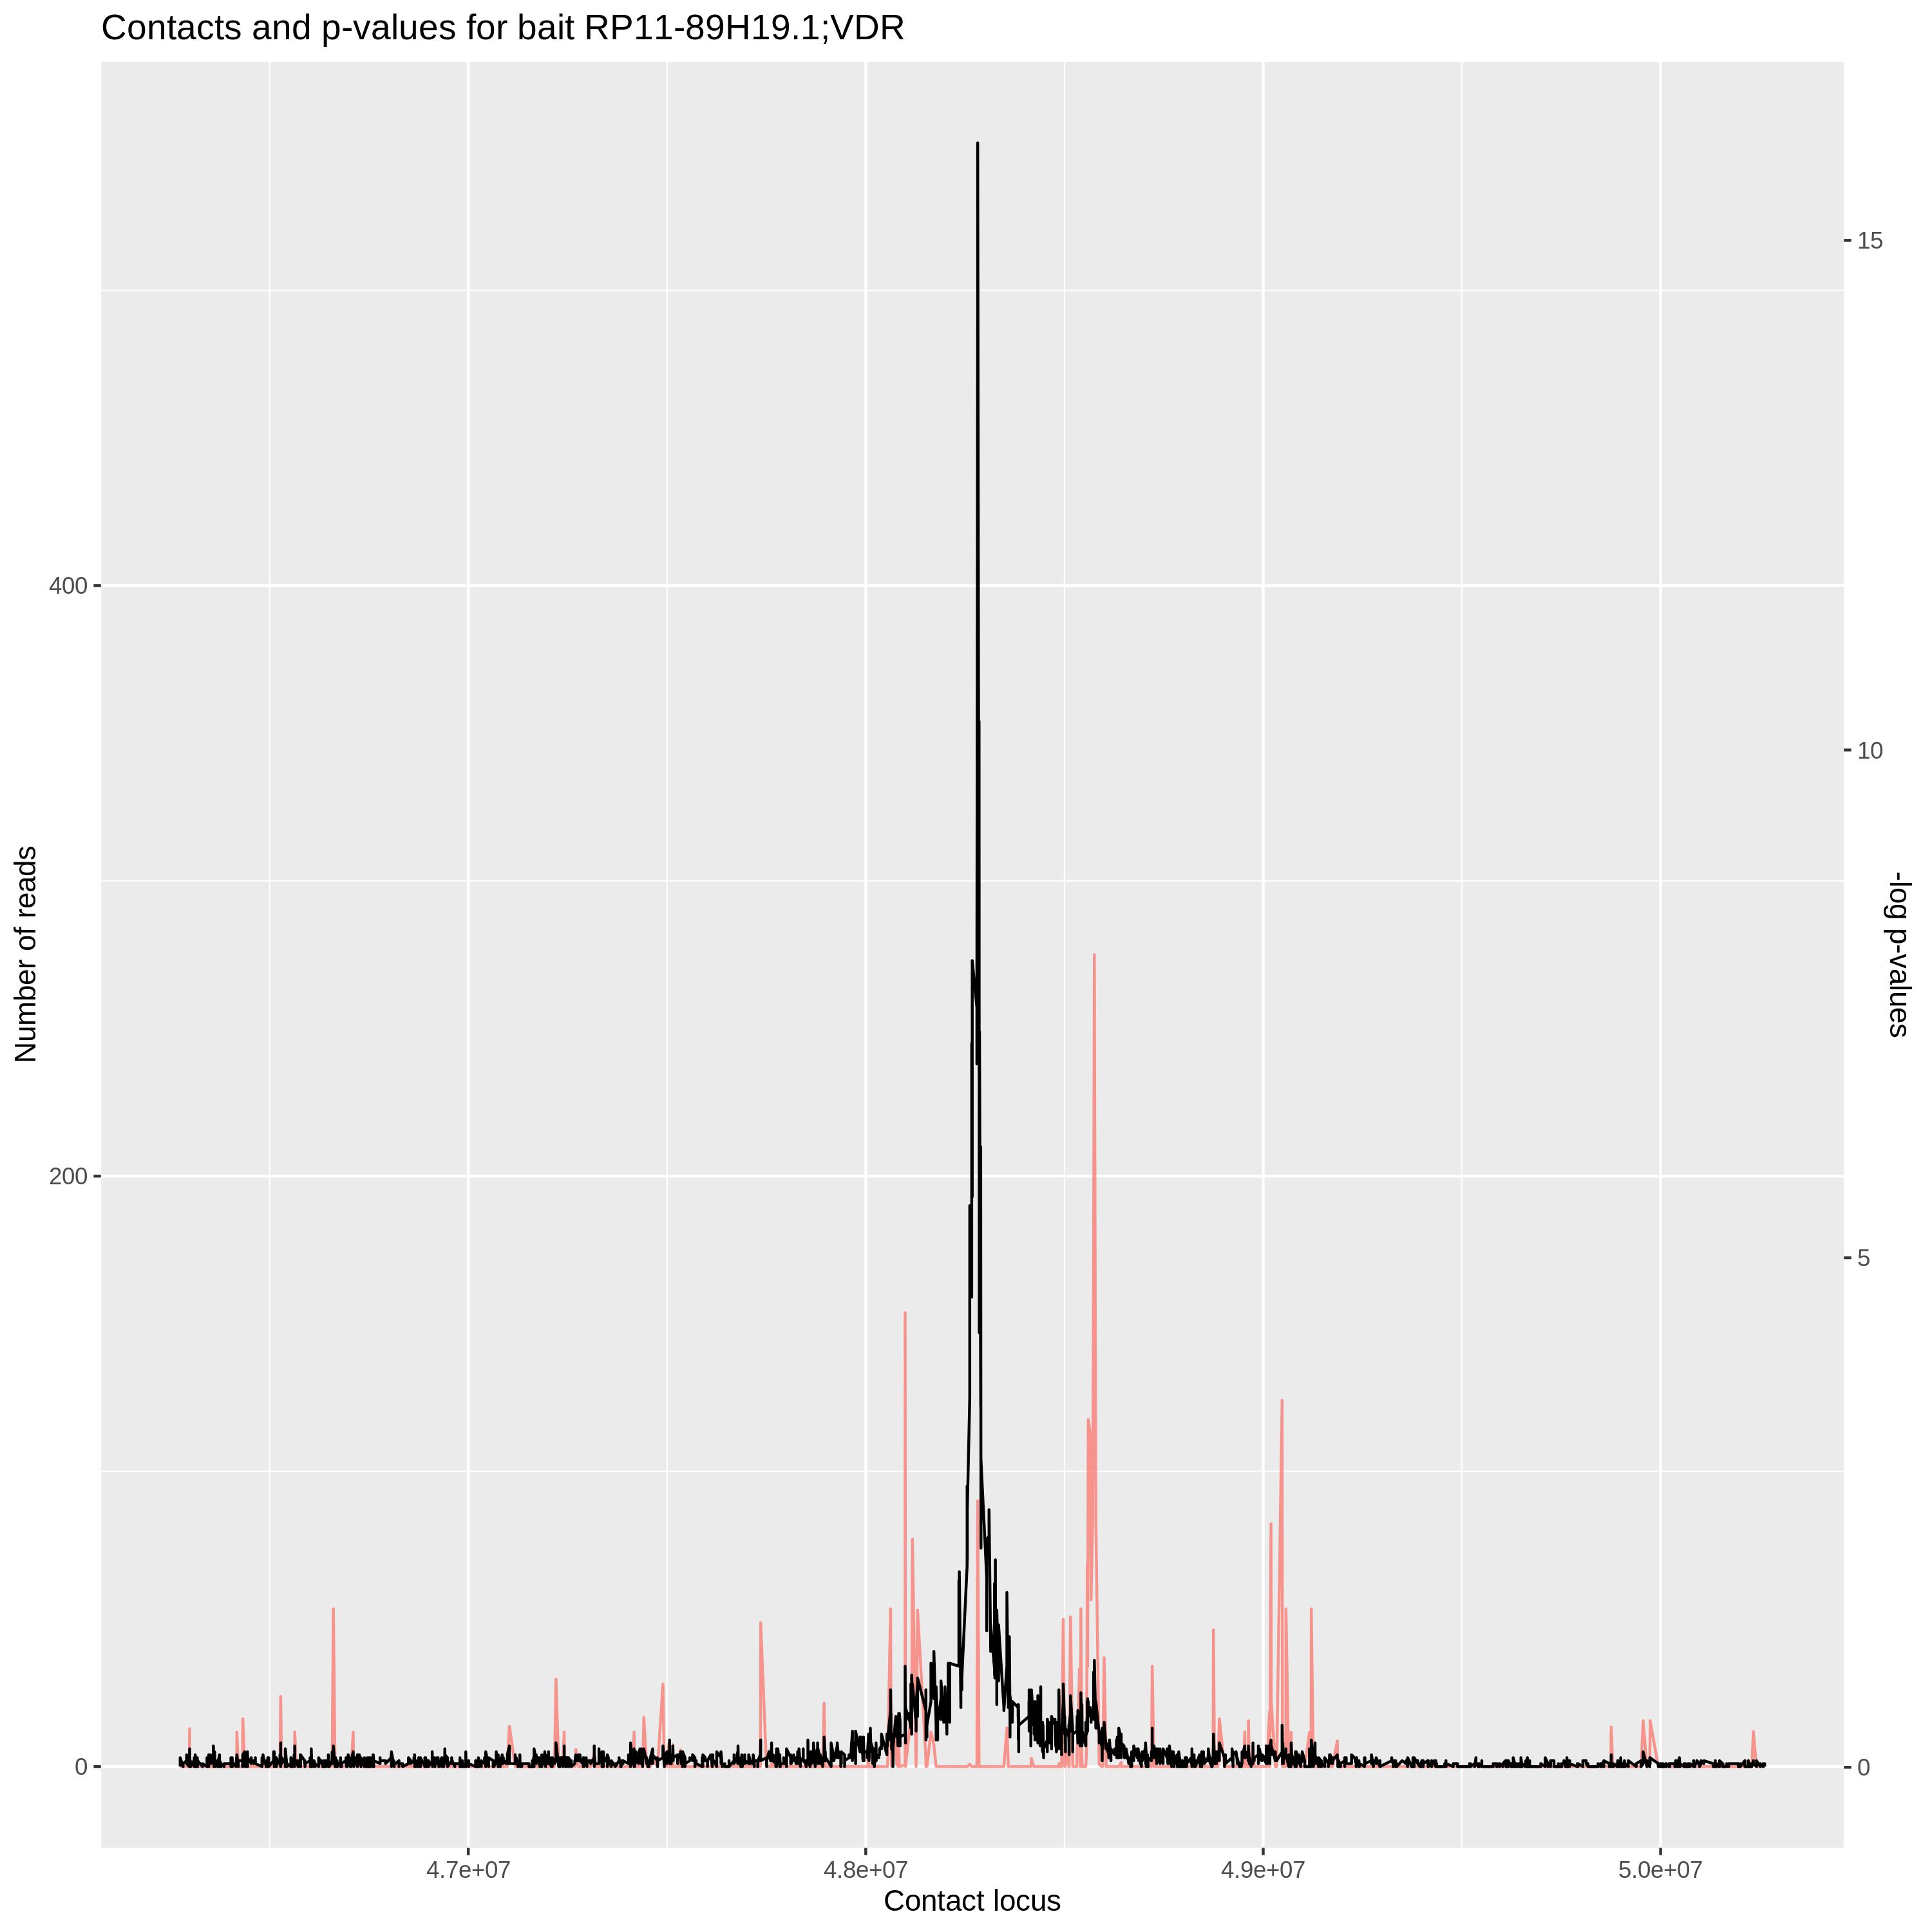 Contacts and p-values for bait RP11-89H19.1;VDR
15
400
10
Number of reads
-log p-values
200
5
0
0
4.7e+07
4.8e+07
4.9e+07
5.0e+07
Contact locus